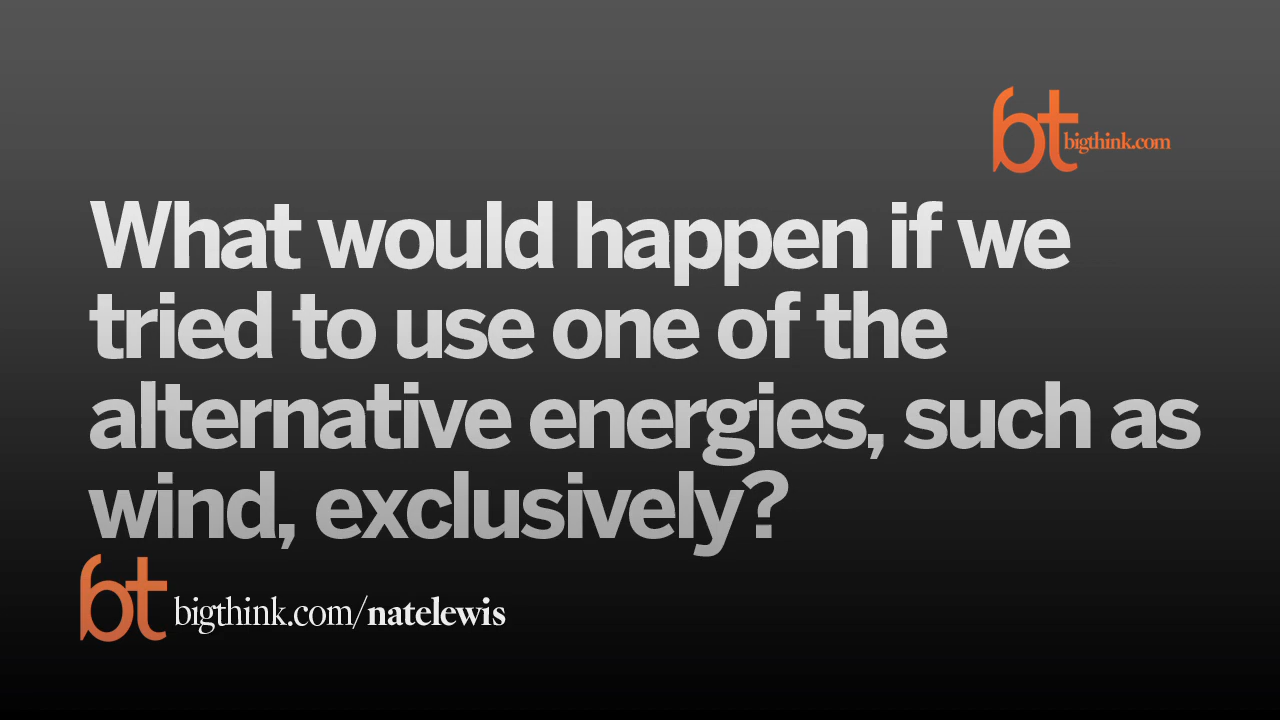 bt bigthink.com
What would happen if we
tried to use one of the
alternative energies, such as
wind, exclusively?
bt bigthink.com/natelewis